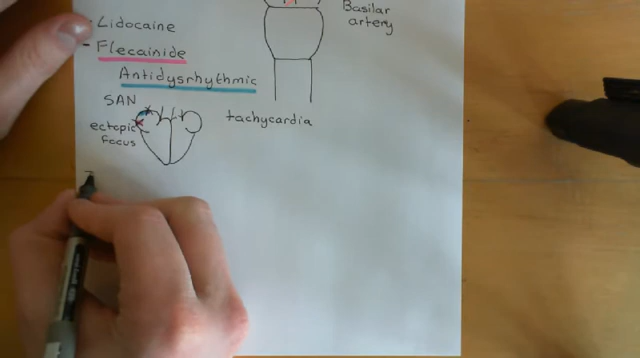 - Lidocaine
- Flecainide
Antidysrhythmic
SAN
ectopic
focus
Basilar
artery
tachycardia